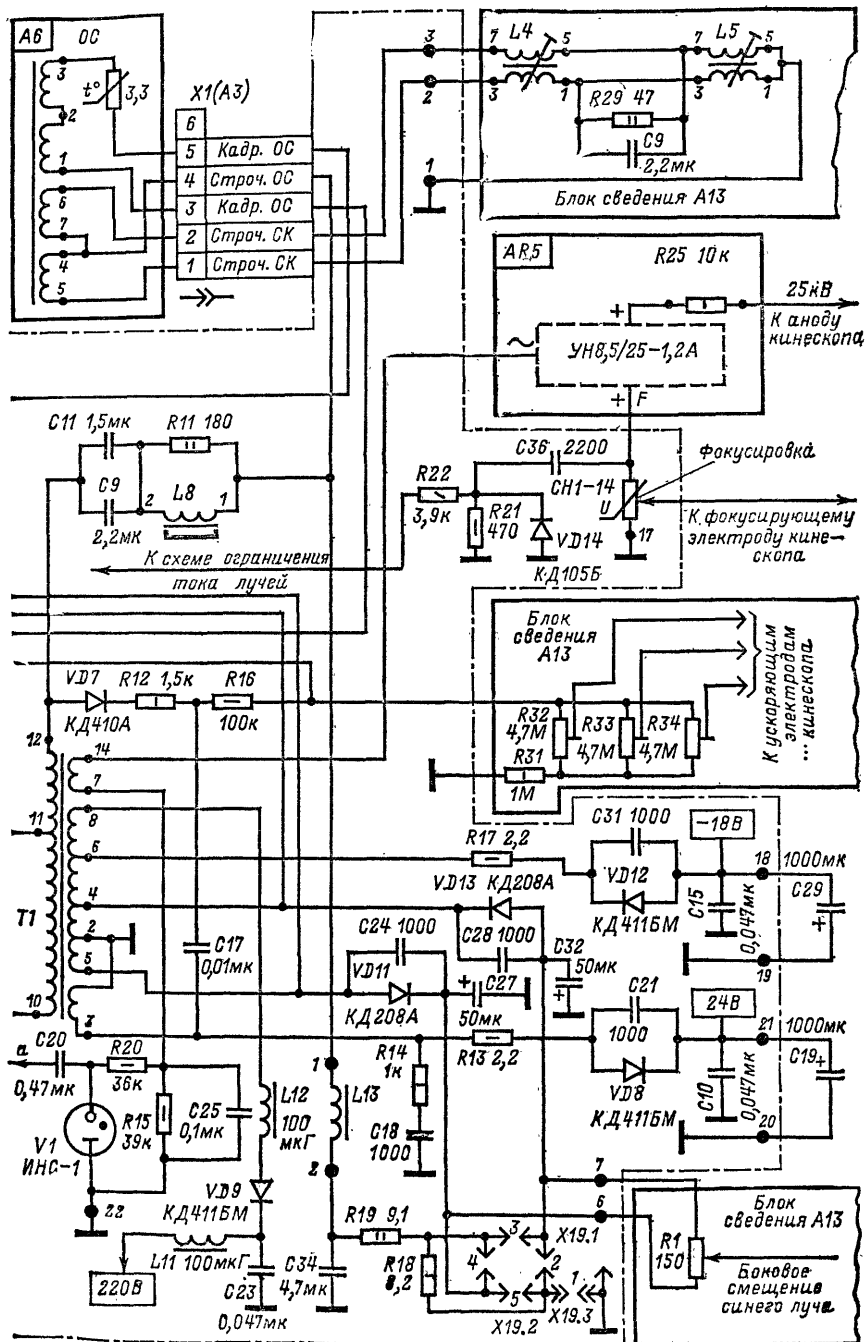 А6 ОС
3
t° 3,3
2
1
6
7
4
5
X1(А3)
6
5 Кадр. ОС
4 Строч. ОС
3 Кадр. ОС
2 Строч. СК
1 Строч. СК
3
2
1
7 L4 5
3 1
7 L5 5
3 1
R29 47
C9
2,2мк
Блок сведения А13
AR5
R25 10к
25кВ
К аноду
кинескопа
+
~
УН8,5/25-1,2А
+ F
C11 1,5мк
R11 180
C9
2,2мк
2 L8 1
R22
3,9к
C36 2200
R21
470
VD14
КД105Б
СН1-14
U
17
Фокусировка
К фокусирующему
электроду кине-
скопа
К схеме ограничения
тока лучей
Блок
сведения
А13
R32
4,7М
R33
4,7М
R34
4,7М
R31
1М
К ускоряющим
электродам
... кинескопа
VD7
КД410А
R12 1,5к
R16
100к
12
11
10
T1
14
7
8
6
4
2
5
3
C17
0,01мк
R17 2,2
C31 1000
VD12
КД411БМ
-18В
18
1000мк
C15
0,047мк
C29
+
19
VD13 КД208А
C24 1000
C28 1000
C32
50мк
+
VD11
КД208А
+
C27
50мк
C21
1000
24В
21
1000мк
R13 2,2
VD8
КД411БМ
C10
0,047мк
C19
+
20
а
C20
0,47мк
R20
36к
R15
39к
C25
0,1мк
V1
ИНС-1
22
L12
100
мкГ
VD9
КД411БМ
L11 100мкГ
220В
C23
0,047мк
1
L13
2
R14
1к
C18
1000
C34
4,7мк
R19 9,1
R18
8,2
3 X19.1
4 2
5 1
X19.2 X19.3
7
6
Блок
сведения А13
R1
150
Боковое
смещение
синего луча